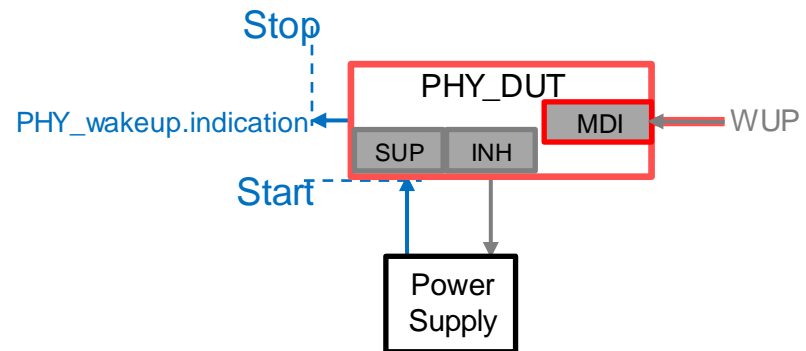 Stop
PHY_DUT
PHY_wakeup.indication
MDI
WUP
SUP
INH
Start
Power
Supply